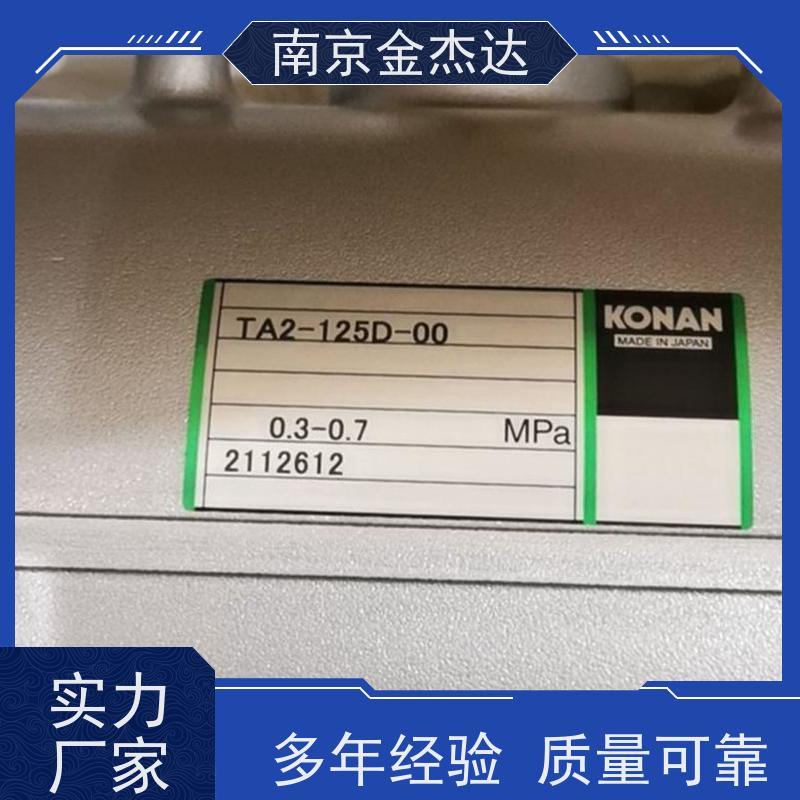 南京金杰达
TA2-125D-00
KONAN
MADE IN JAPAN
0.3-0.7 MPa
2112612
实力
厂家
多年经验 质量可靠